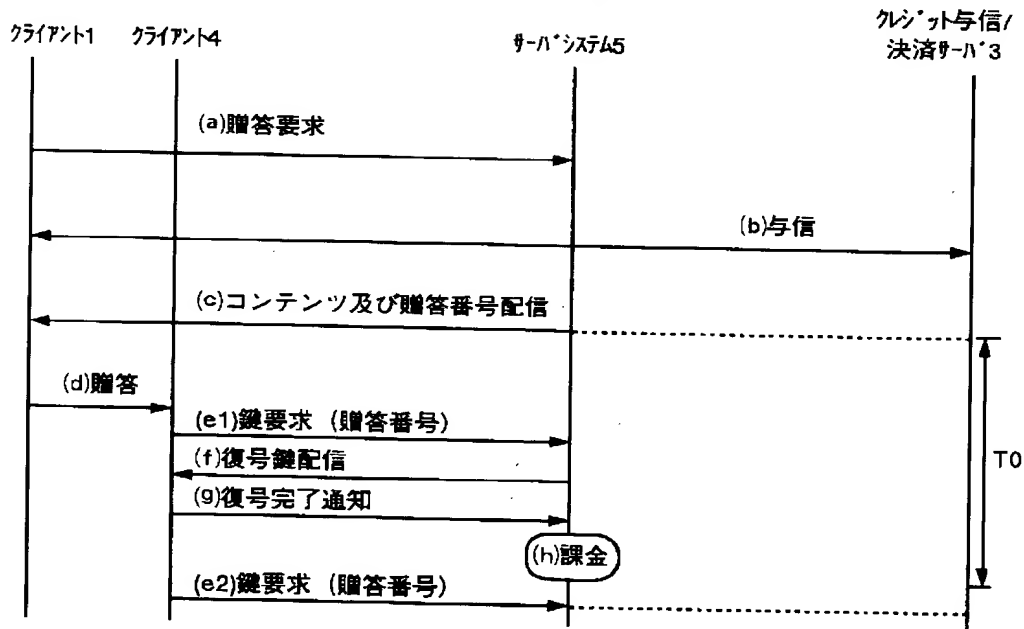 クライアント1 クライアント4 サーバシステム5 クレジット与信/
決済サーバ3
(a)贈答要求
(b)与信
(c)コンテンツ及び贈答番号配信
(d)贈答
(e1)鍵要求（贈答番号）
(f)復号鍵配信
T0
(g)復号完了通知
(h)課金
(e2)鍵要求（贈答番号）